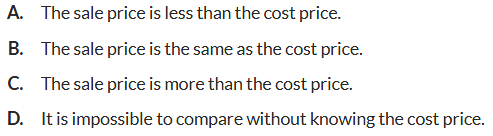 A. The sale price is less than the cost price.
B. The sale price is the same as the cost price.
C. The sale price is more than the cost price.
D. It is impossible to compare without knowing the cost price.